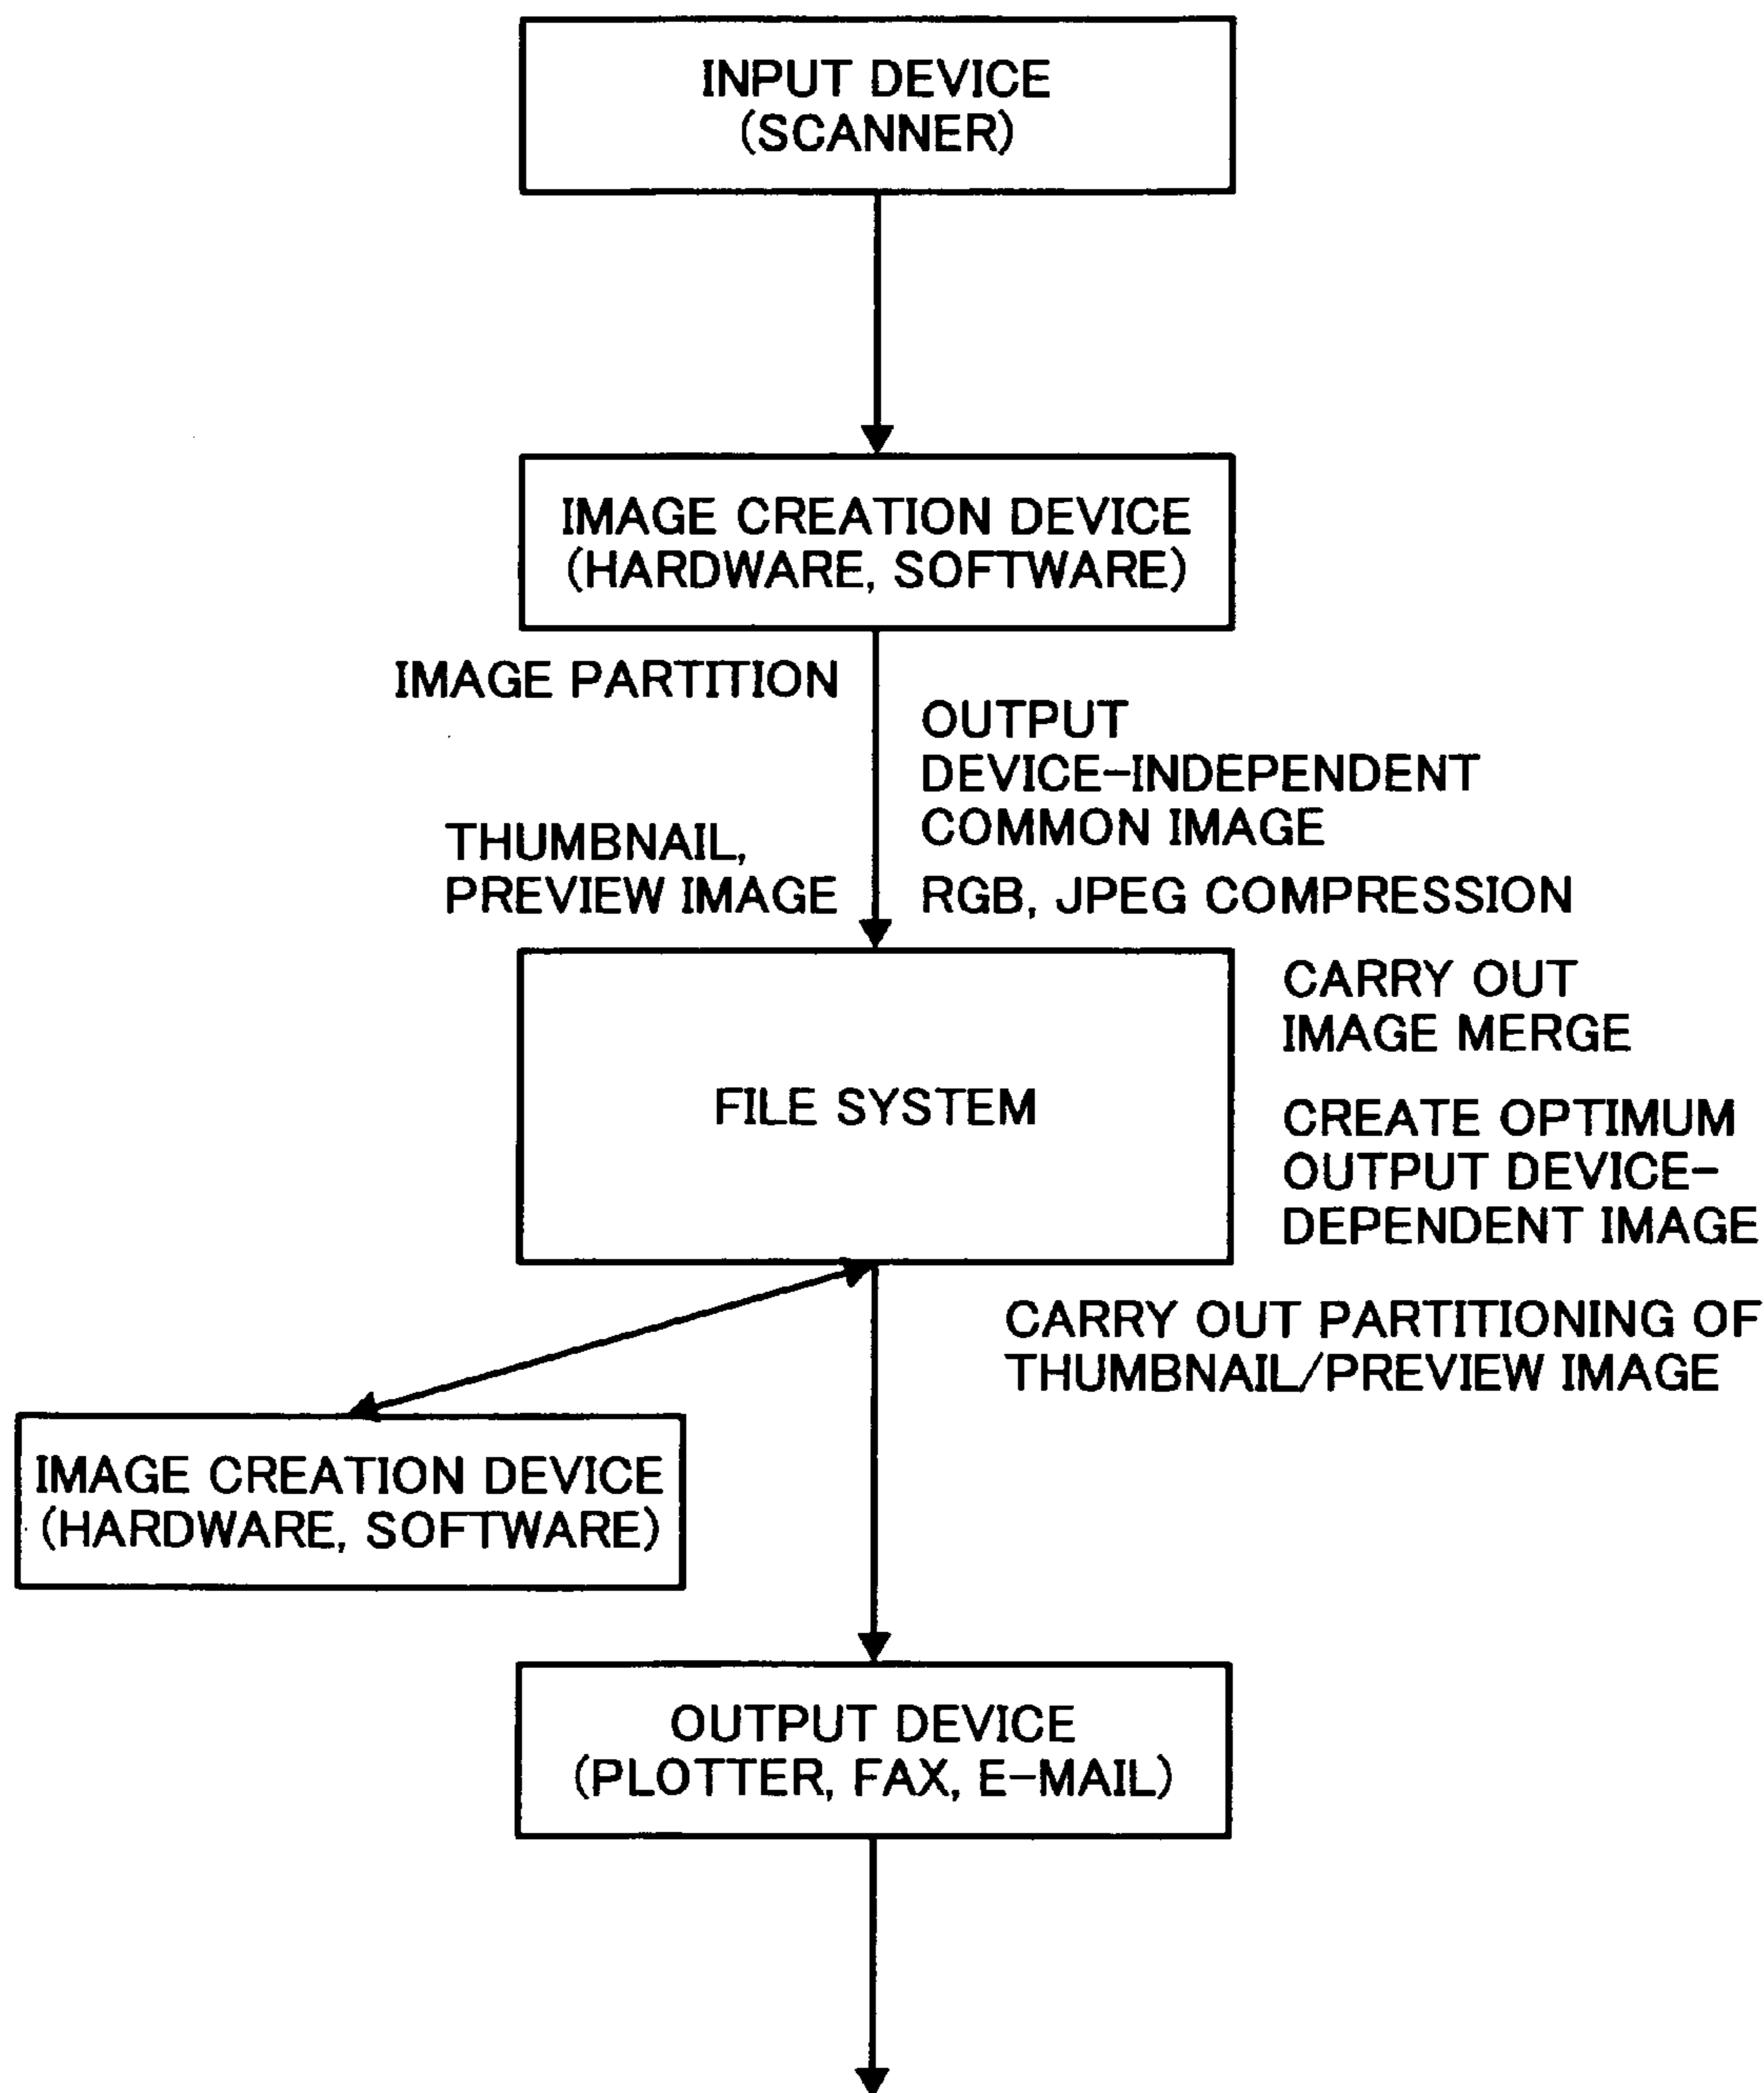 INPUT DEVICE
(SCANNER)
IMAGE CREATION DEVICE
(HARDWARE, SOFTWARE)
IMAGE PARTITION
OUTPUT
DEVICE-INDEPENDENT
COMMON IMAGE
THUMBNAIL,
PREVIEW IMAGE
RGB, JPEG COMPRESSION
FILE SYSTEM
CARRY OUT
IMAGE MERGE
CREATE OPTIMUM
OUTPUT DEVICE-
DEPENDENT IMAGE
CARRY OUT PARTITIONING OF
THUMBNAIL/PREVIEW IMAGE
IMAGE CREATION DEVICE
(HARDWARE, SOFTWARE)
OUTPUT DEVICE
(PLOTTER, FAX, E-MAIL)